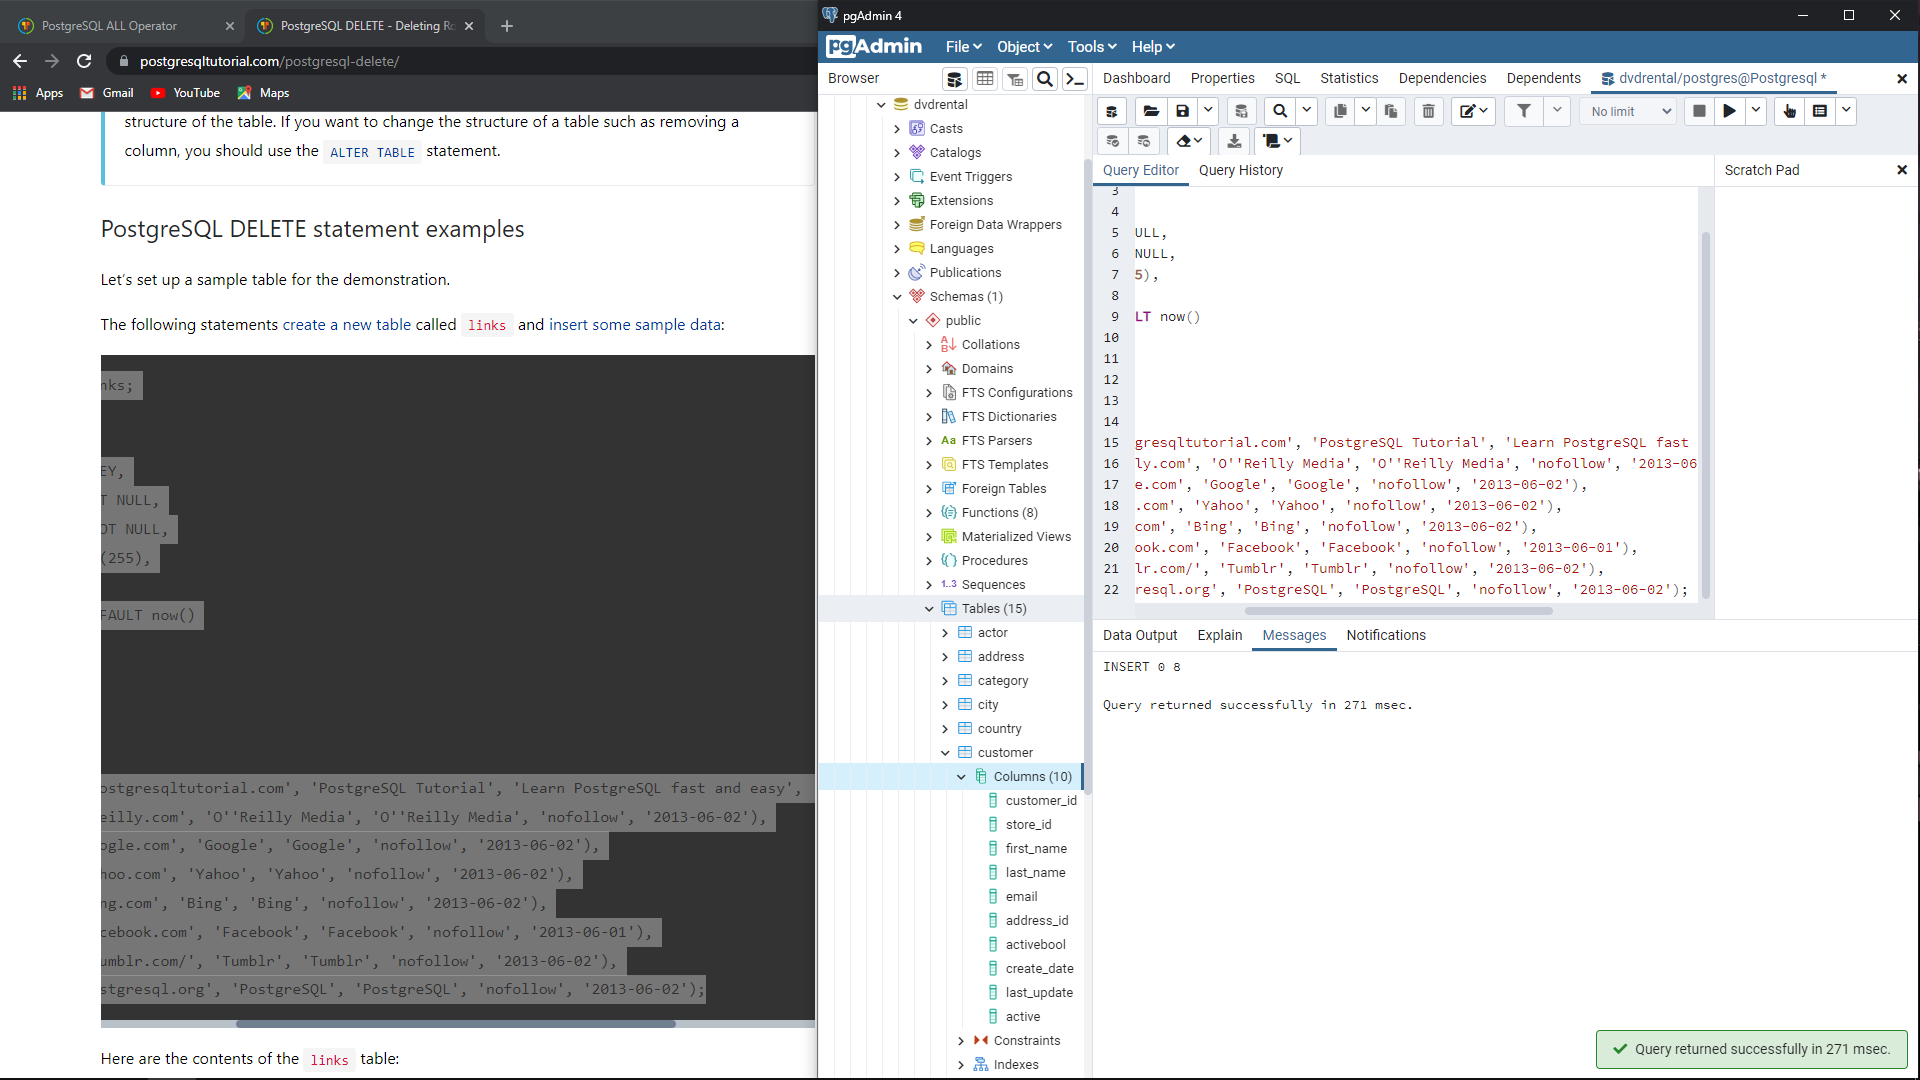 PostgreSQL ALL Operator
PostgreSQL DELETE - Deleting Ro
postgresqltutorial.com/postgresql-delete/
Apps
Gmail
YouTube
Maps
structure of the table. If you want to change the structure of a table such as removing a
column, you should use the ALTER TABLE statement.
PostgreSQL DELETE statement examples
Let's set up a sample table for the demonstration.
The following statements create a new table called links and insert some sample data:
nks;
EY,
T NULL,
OT NULL,
(255),
FAULT now()
ostgresqltutorial.com', 'PostgreSQL Tutorial', 'Learn PostgreSQL fast and easy',
eilly.com', 'O''Reilly Media', 'O''Reilly Media', 'nofollow', '2013-06-02'),
ogle.com', 'Google', 'Google', 'nofollow', '2013-06-02'),
hoo.com', 'Yahoo', 'Yahoo', 'nofollow', '2013-06-02'),
ng.com', 'Bing', 'Bing', 'nofollow', '2013-06-02'),
cebook.com', 'Facebook', 'Facebook', 'nofollow', '2013-06-01'),
umblr.com/', 'Tumblr', 'Tumblr', 'nofollow', '2013-06-02'),
stgresql.org', 'PostgreSQL', 'PostgreSQL', 'nofollow', '2013-06-02');
Here are the contents of the links table:
pgAdmin 4
pgAdmin
File
Object
Tools
Help
Browser
dvdrental
Casts
Catalogs
Event Triggers
Extensions
Foreign Data Wrappers
Languages
Publications
Schemas (1)
public
Collations
Domains
FTS Configurations
FTS Dictionaries
Aa FTS Parsers
FTS Templates
Foreign Tables
Functions (8)
Materialized Views
Procedures
1..3 Sequences
Tables (15)
actor
address
category
city
country
customer
Columns (10)
customer_id
store_id
first_name
last_name
email
address_id
activebool
create_date
last_update
active
Constraints
Indexes
Dashboard
Properties
SQL
Statistics
Dependencies
Dependents
dvdrental/postgres@Postgresql *
No limit
Query Editor
Query History
Scratch Pad
3
4
5 ULL,
6 NULL,
7 5),
8
9 LT now()
10
11
12
13
14
15 gresqltutorial.com', 'PostgreSQL Tutorial', 'Learn PostgreSQL fast
16 ly.com', 'O''Reilly Media', 'O''Reilly Media', 'nofollow', '2013-06
17 e.com', 'Google', 'Google', 'nofollow', '2013-06-02'),
18 .com', 'Yahoo', 'Yahoo', 'nofollow', '2013-06-02'),
19 com', 'Bing', 'Bing', 'nofollow', '2013-06-02'),
20 ook.com', 'Facebook', 'Facebook', 'nofollow', '2013-06-01'),
21 lr.com/', 'Tumblr', 'Tumblr', 'nofollow', '2013-06-02'),
22 resql.org', 'PostgreSQL', 'PostgreSQL', 'nofollow', '2013-06-02');
Data Output
Explain
Messages
Notifications
INSERT 0 8
Query returned successfully in 271 msec.
Query returned successfully in 271 msec.